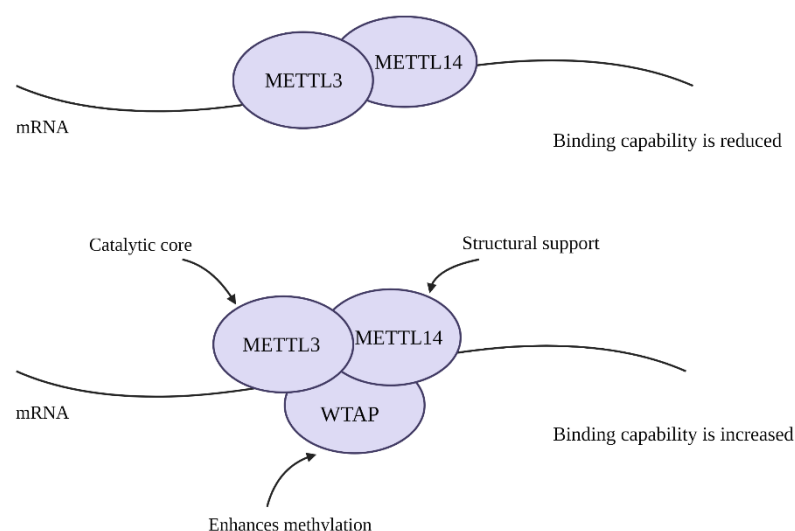 METTL3
METTL14
mRNA
Binding capability is reduced
Catalytic core
Structural support
METTL3
METTL14
mRNA
WTAP
Binding capability is increased
Enhances methylation